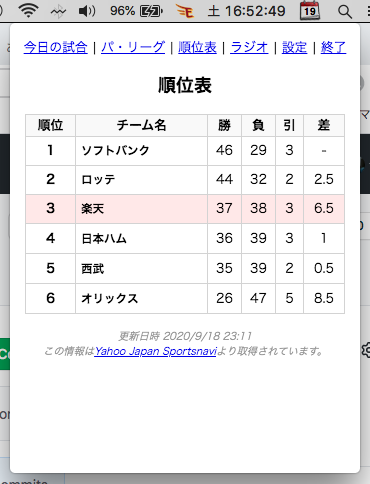 96% 土 16:52:49 19
今日の試合 | パ・リーグ | 順位表 | ラジオ | 設定 | 終了
順位表
順位 チーム名 勝 負 引 差
1 ソフトバンク 46 29 3 -
2 ロッテ 44 32 2 2.5
3 楽天 37 38 3 6.5
4 日本ハム 36 39 3 1
5 西武 35 39 2 0.5
6 オリックス 26 47 5 8.5
更新日時 2020/9/18 23:11
この情報はYahoo Japan Sportsnaviより取得されています。